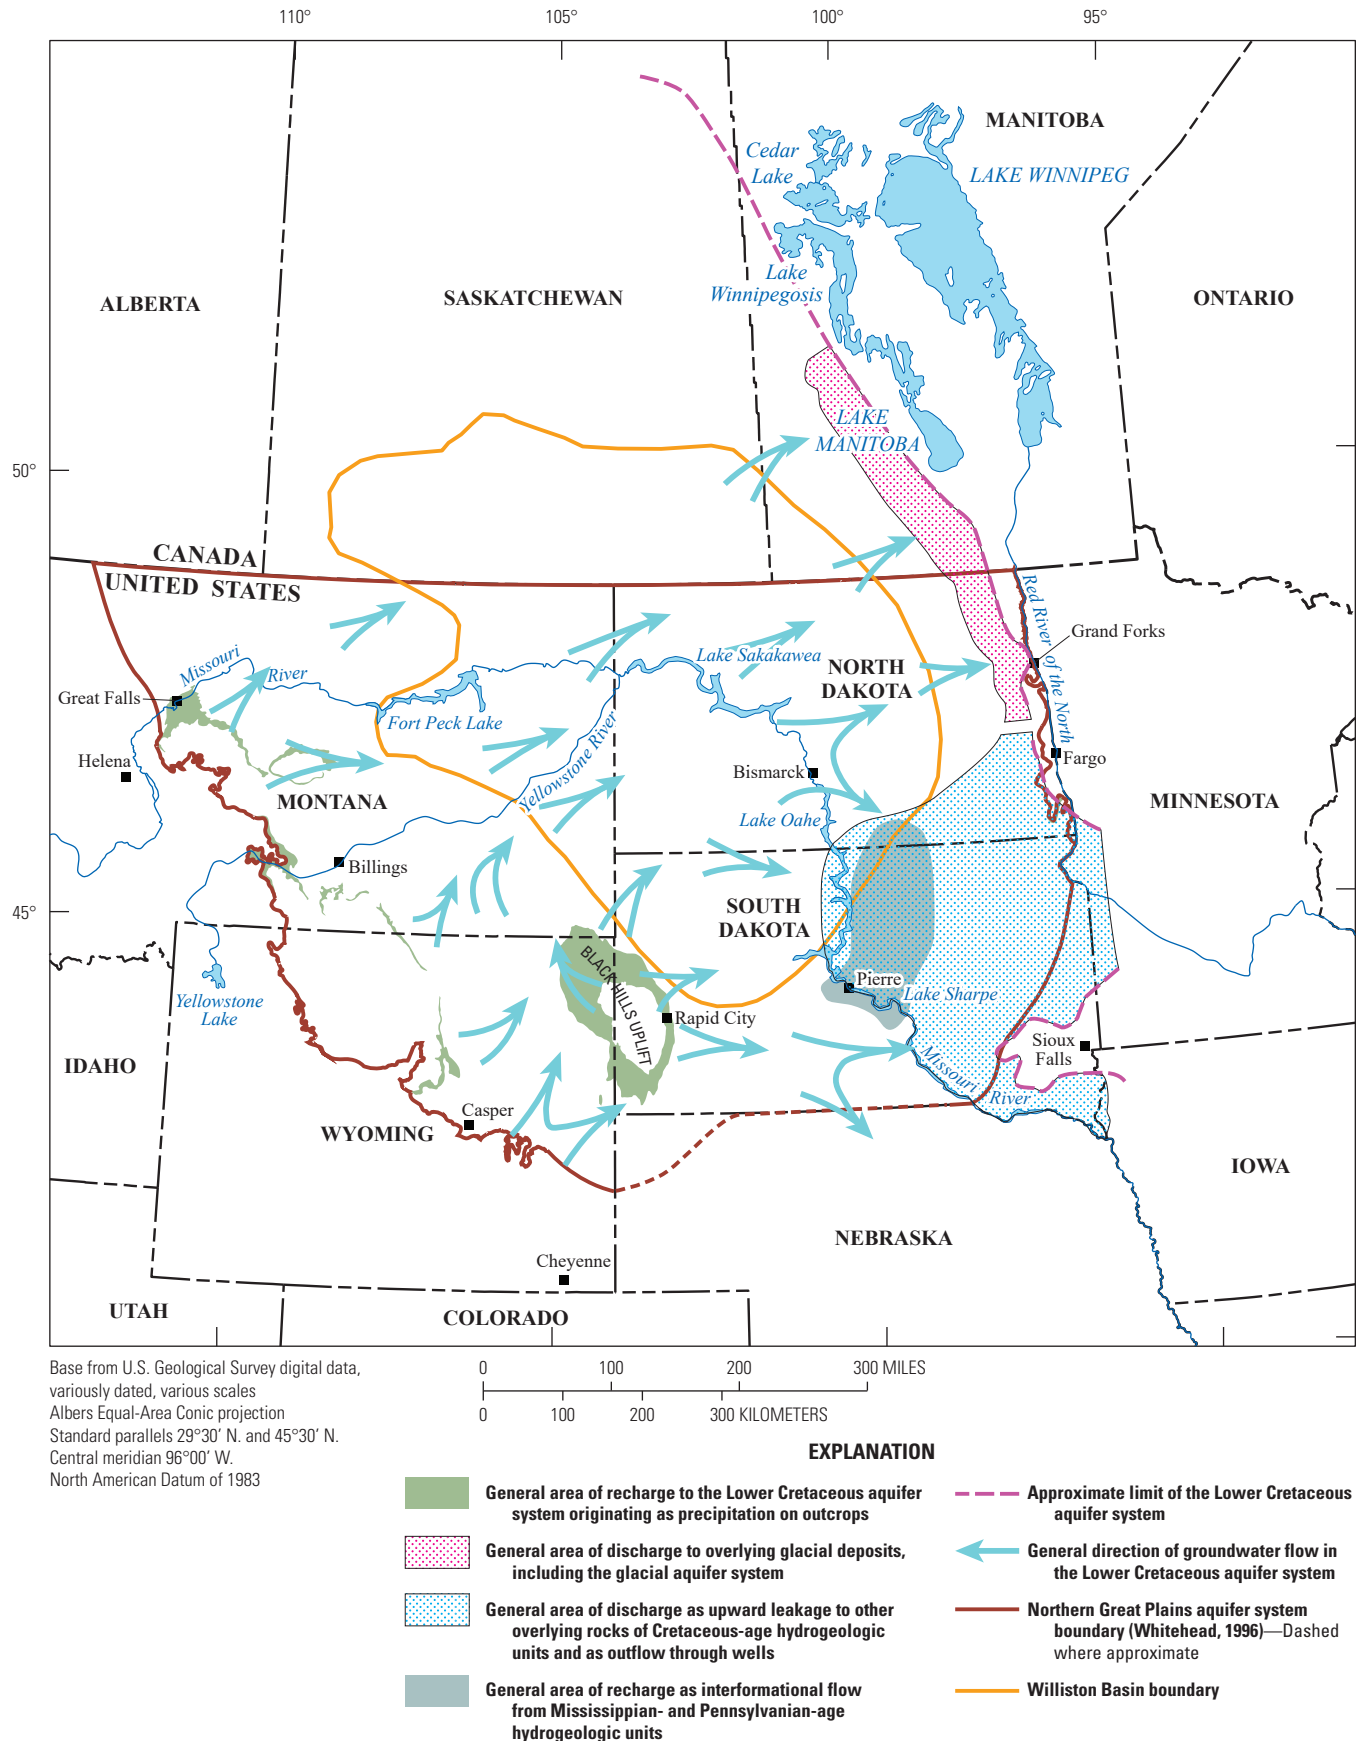 110°
105°
100°
95°
MANITOBA
Cedar
Lake
LAKE WINNIPEG
Lake
Winnipegosis
ALBERTA
SASKATCHEWAN
ONTARIO
LAKE
MANITOBA
50°
CANADA
UNITED STATES
Red River of the North
Grand Forks
Missouri
River
Great Falls
Lake Sakakawea
NORTH
DAKOTA
Fort Peck Lake
Yellowstone River
Helena
Bismarck
Fargo
MONTANA
MINNESOTA
Lake Oahe
Billings
45°
SOUTH
DAKOTA
BLACK HILLS UPLIFT
Pierre
Lake Sharpe
Yellowstone
Lake
Rapid City
Sioux
Falls
IDAHO
Missouri
River
Casper
WYOMING
IOWA
NEBRASKA
Cheyenne
UTAH
COLORADO
Base from U.S. Geological Survey digital data,
variously dated, various scales
Albers Equal-Area Conic projection
Standard parallels 29°30′ N. and 45°30′ N.
Central meridian 96°00′ W.
North American Datum of 1983
0 100 200 300 MILES
0 100 200 300 KILOMETERS
EXPLANATION
General area of recharge to the Lower Cretaceous aquifer
system originating as precipitation on outcrops
General area of discharge to overlying glacial deposits,
including the glacial aquifer system
General area of discharge as upward leakage to other
overlying rocks of Cretaceous-age hydrogeologic
units and as outflow through wells
General area of recharge as interformational flow
from Mississippian- and Pennsylvanian-age
hydrogeologic units
Approximate limit of the Lower Cretaceous
aquifer system
General direction of groundwater flow in
the Lower Cretaceous aquifer system
Northern Great Plains aquifer system
boundary (Whitehead, 1996)—Dashed
where approximate
Williston Basin boundary